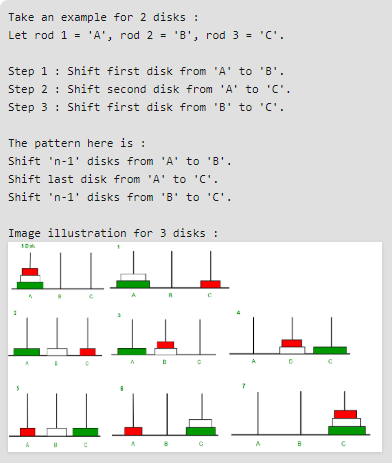 Take an example for 2 disks :
Let rod 1 = 'A', rod 2 = 'B', rod 3 = 'C'.
Step 1 : Shift first disk from 'A' to 'B'.
Step 2 : Shift second disk from 'A' to 'C'.
Step 3 : Shift first disk from 'B' to 'C'.
The pattern here is :
Shift 'n-1' disks from 'A' to 'B'.
Shift last disk from 'A' to 'C'.
Shift 'n-1' disks from 'B' to 'C'.
Image illustration for 3 disks :
3 Disk
1
A B C
A B C
2
3
4
A B C
A B C
A C
5
6
7
A B C
A B C
A B C